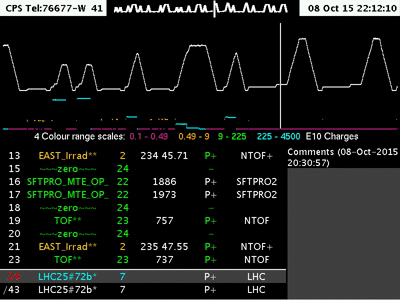 CPS Tel:76677-W 41 08 Oct 15 22:12:10
4 Colour range scales: 0.1 - 0.49 0.49 - 9 9 - 225 225 - 4500 E10 Charges
Comments (08-Oct-2015 20:30:57)
13 EAST_Irrad** 2 234 45.71 P+ NTOF+
15 ~~~zero~~~ 24 –
16 SFTPRO_MTE_OP_ 22 1886 P+ SFTPRO2
17 SFTPRO_MTE_OP_ 22 1973 P+ SFTPRO2
18 ~~~zero~~~ 24 –
19 TOF** 23 757 P+ NTOF
20 ~~~zero~~~ 24 –
21 EAST_Irrad** 2 235 47.55 P+ NTOF+
23 TOF** 23 737 P+ NTOF
LHC25#72b* 7 P+ LHC
/43 LHC25#72b* 7 P+ LHC